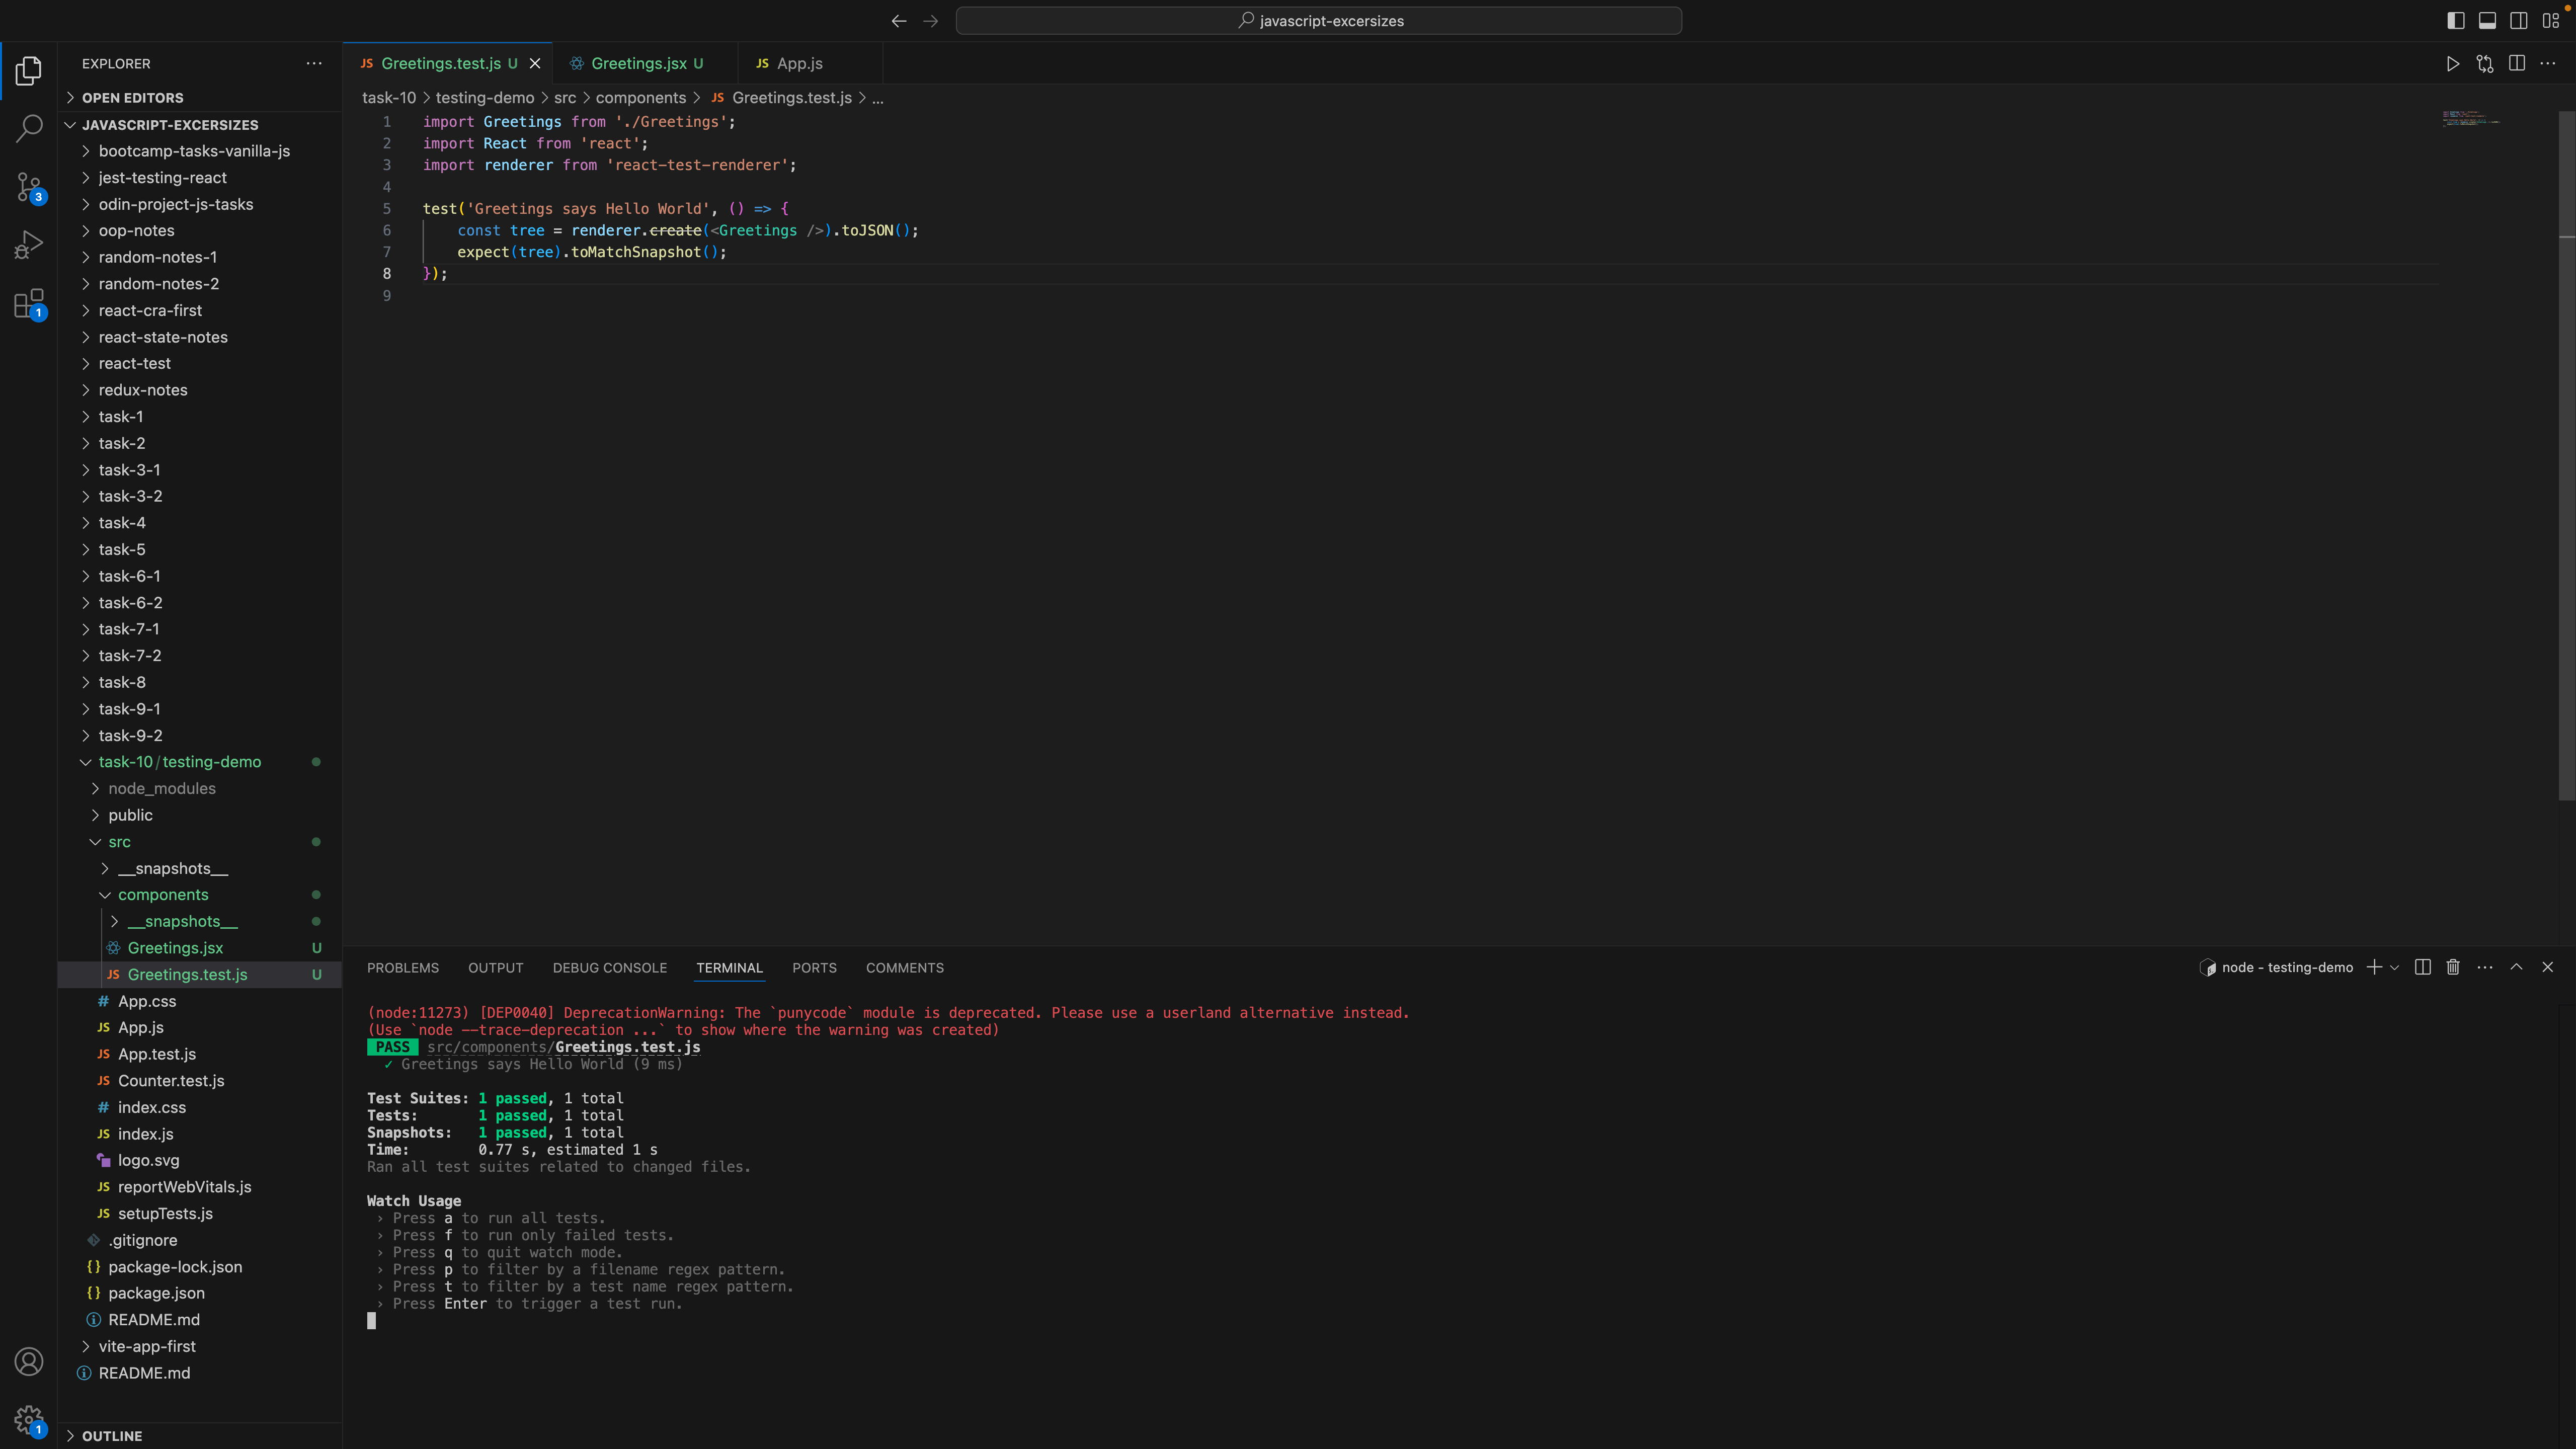 javascript-excersizes
EXPLORER
OPEN EDITORS
JAVASCRIPT-EXCERSIZES
bootcamp-tasks-vanilla-js
jest-testing-react
odin-project-js-tasks
oop-notes
random-notes-1
random-notes-2
react-cra-first
react-state-notes
react-test
redux-notes
task-1
task-2
task-3-1
task-3-2
task-4
task-5
task-6-1
task-6-2
task-7-1
task-7-2
task-8
task-9-1
task-9-2
task-10 / testing-demo
node_modules
public
src
__snapshots__
components
__snapshots__
Greetings.jsx U
JS Greetings.test.js U
# App.css
JS App.js
JS App.test.js
JS Counter.test.js
# index.css
JS index.js
logo.svg
JS reportWebVitals.js
JS setupTests.js
.gitignore
{} package-lock.json
{} package.json
README.md
vite-app-first
README.md
OUTLINE
3
1
1
JS Greetings.test.js U
Greetings.jsx U
JS App.js
task-10 > testing-demo > src > components > JS Greetings.test.js > ...
1 import Greetings from './Greetings';
2 import React from 'react';
3 import renderer from 'react-test-renderer';
4
5 test('Greetings says Hello World', () => {
6 const tree = renderer.create(<Greetings />).toJSON();
7 expect(tree).toMatchSnapshot();
8 });
9
PROBLEMS OUTPUT DEBUG CONSOLE TERMINAL PORTS COMMENTS
node - testing-demo
(node:11273) [DEP0040] DeprecationWarning: The `punycode` module is deprecated. Please use a userland alternative instead.
(Use `node --trace-deprecation ...` to show where the warning was created)
PASS src/components/Greetings.test.js
✓ Greetings says Hello World (9 ms)
Test Suites: 1 passed, 1 total
Tests: 1 passed, 1 total
Snapshots: 1 passed, 1 total
Time: 0.77 s, estimated 1 s
Ran all test suites related to changed files.
Watch Usage
› Press a to run all tests.
› Press f to run only failed tests.
› Press q to quit watch mode.
› Press p to filter by a filename regex pattern.
› Press t to filter by a test name regex pattern.
› Press Enter to trigger a test run.